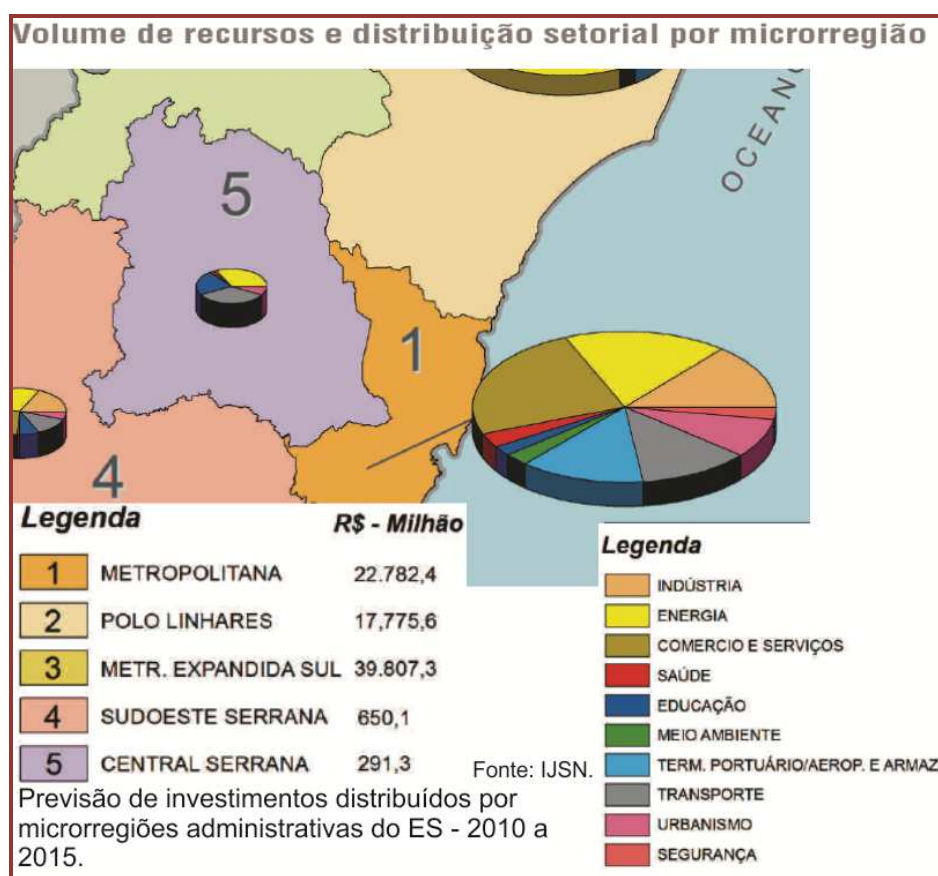 Volume de recursos e distribuição setorial por microrregião
OCEANO
5
1
4
Legenda R$ - Milhão
1 METROPOLITANA 22.782,4
2 POLO LINHARES 17,775,6
3 METR. EXPANDIDA SUL 39.807,3
4 SUDOESTE SERRANA 650,1
5 CENTRAL SERRANA 291,3
Fonte: IJSN.
Previsão de investimentos distribuídos por
microrregiões administrativas do ES - 2010 a
2015.
Legenda
INDÚSTRIA
ENERGIA
COMERCIO E SERVIÇOS
SAÚDE
EDUCAÇÃO
MEIO AMBIENTE
TERM. PORTUÁRIO/AEROP. E ARMAZ
TRANSPORTE
URBANISMO
SEGURANÇA